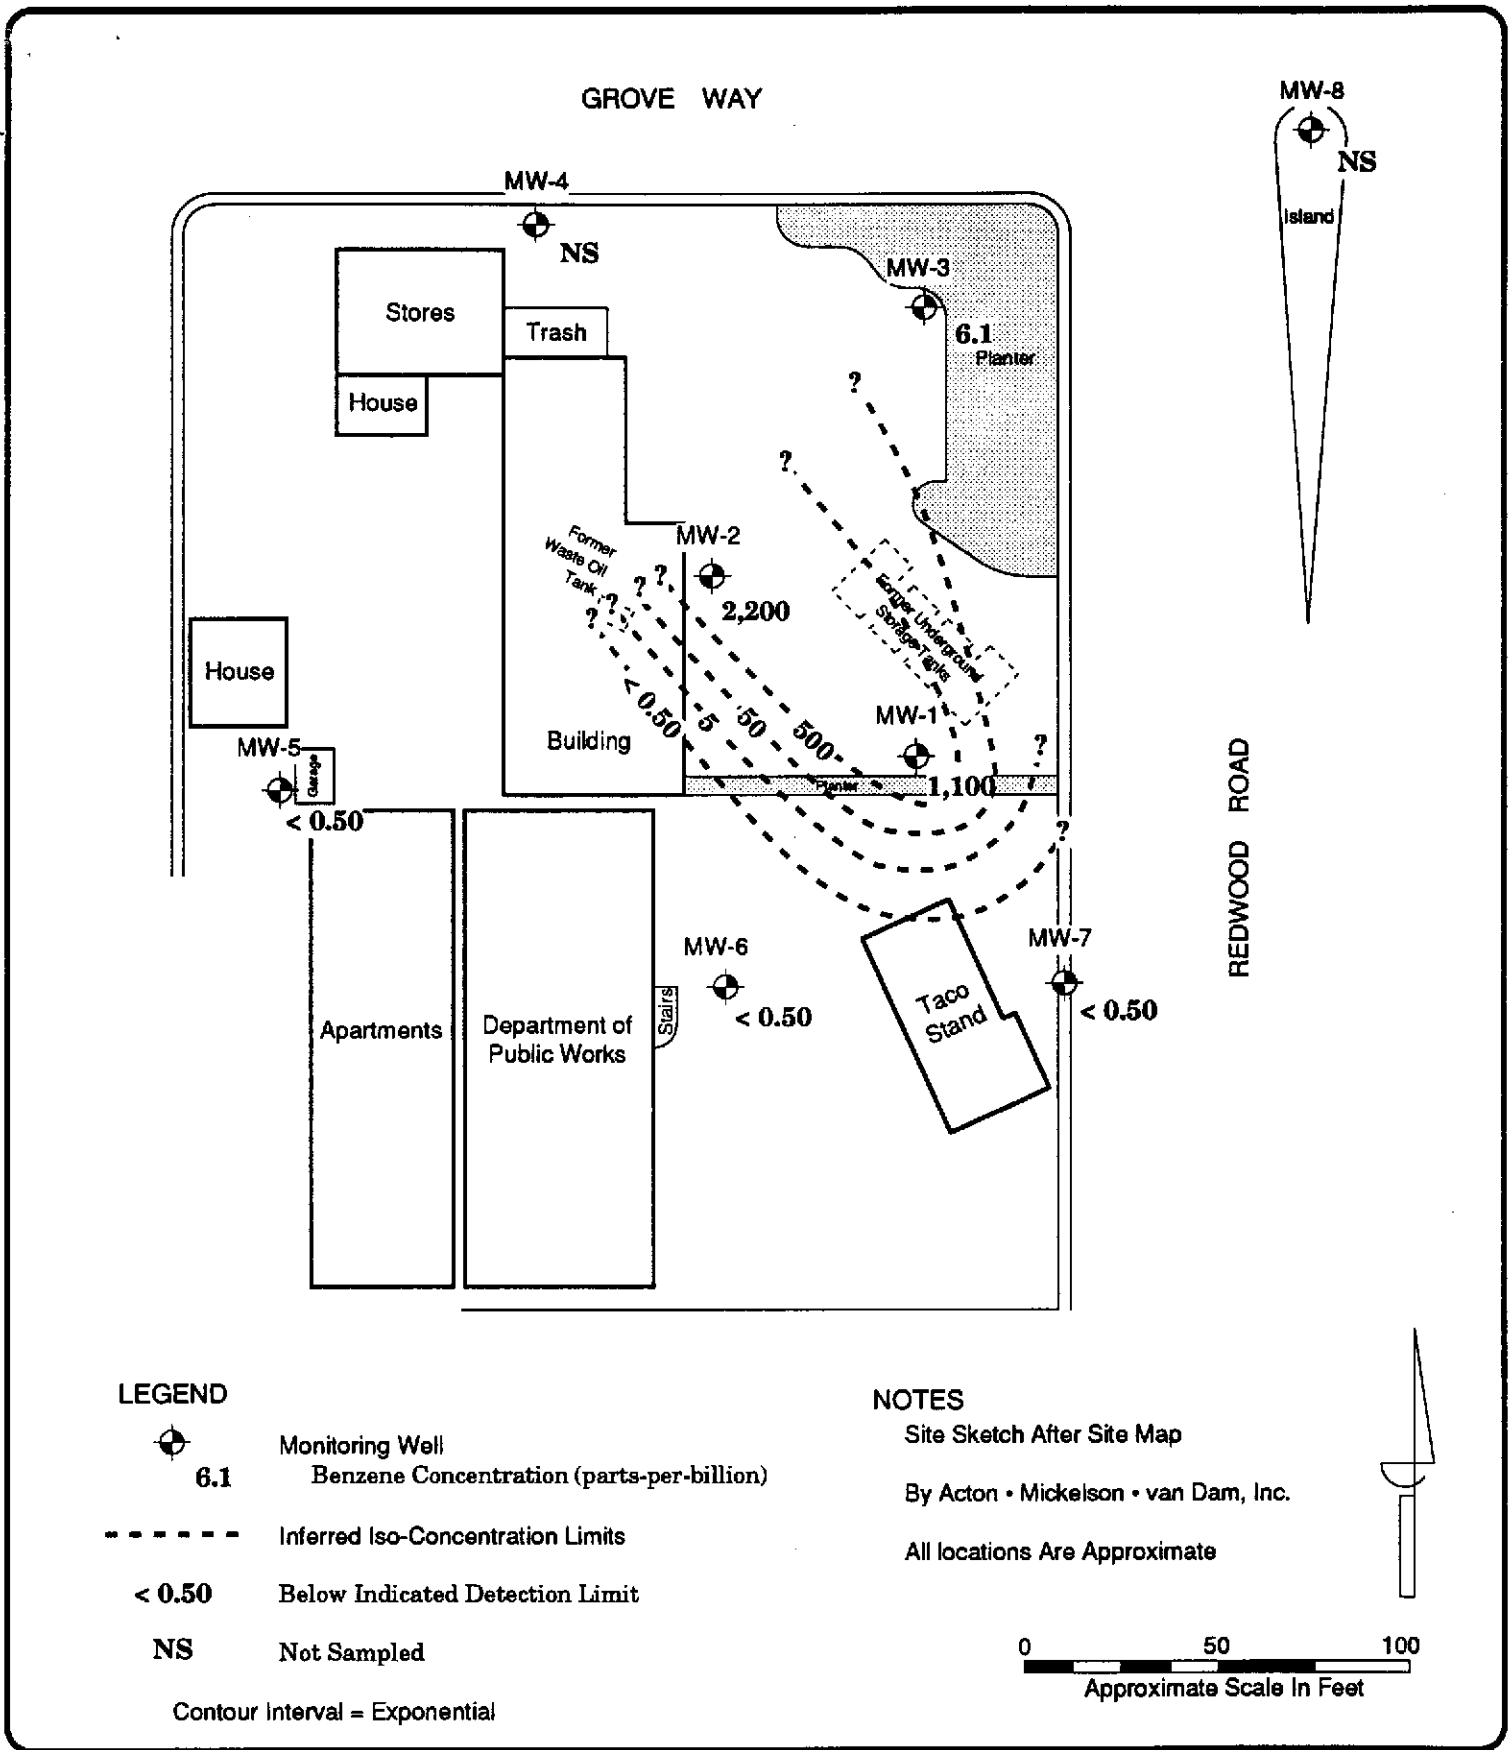 GROVE WAY
MW-8
NS
Island
MW-4
NS
MW-3
6.1
Planter
Stores
Trash
House
?
?
MW-2
2,200
Former
Waste Oil
Tank
?
?
?
?
Former Underground
Storage Tanks
House
< 0.50
5
50
500
MW-1
1,100
?
?
Building
Planter
MW-5
Garage
< 0.50
REDWOOD ROAD
MW-6
< 0.50
MW-7
< 0.50
Stairs
Taco
Stand
Apartments
Department of
Public Works
LEGEND
Monitoring Well
6.1
Benzene Concentration (parts-per-billion)
Inferred Iso-Concentration Limits
< 0.50
Below Indicated Detection Limit
NS
Not Sampled
Contour Interval = Exponential
NOTES
Site Sketch After Site Map
By Acton • Mickelson • van Dam, Inc.
All locations Are Approximate
0 50 100
Approximate Scale In Feet